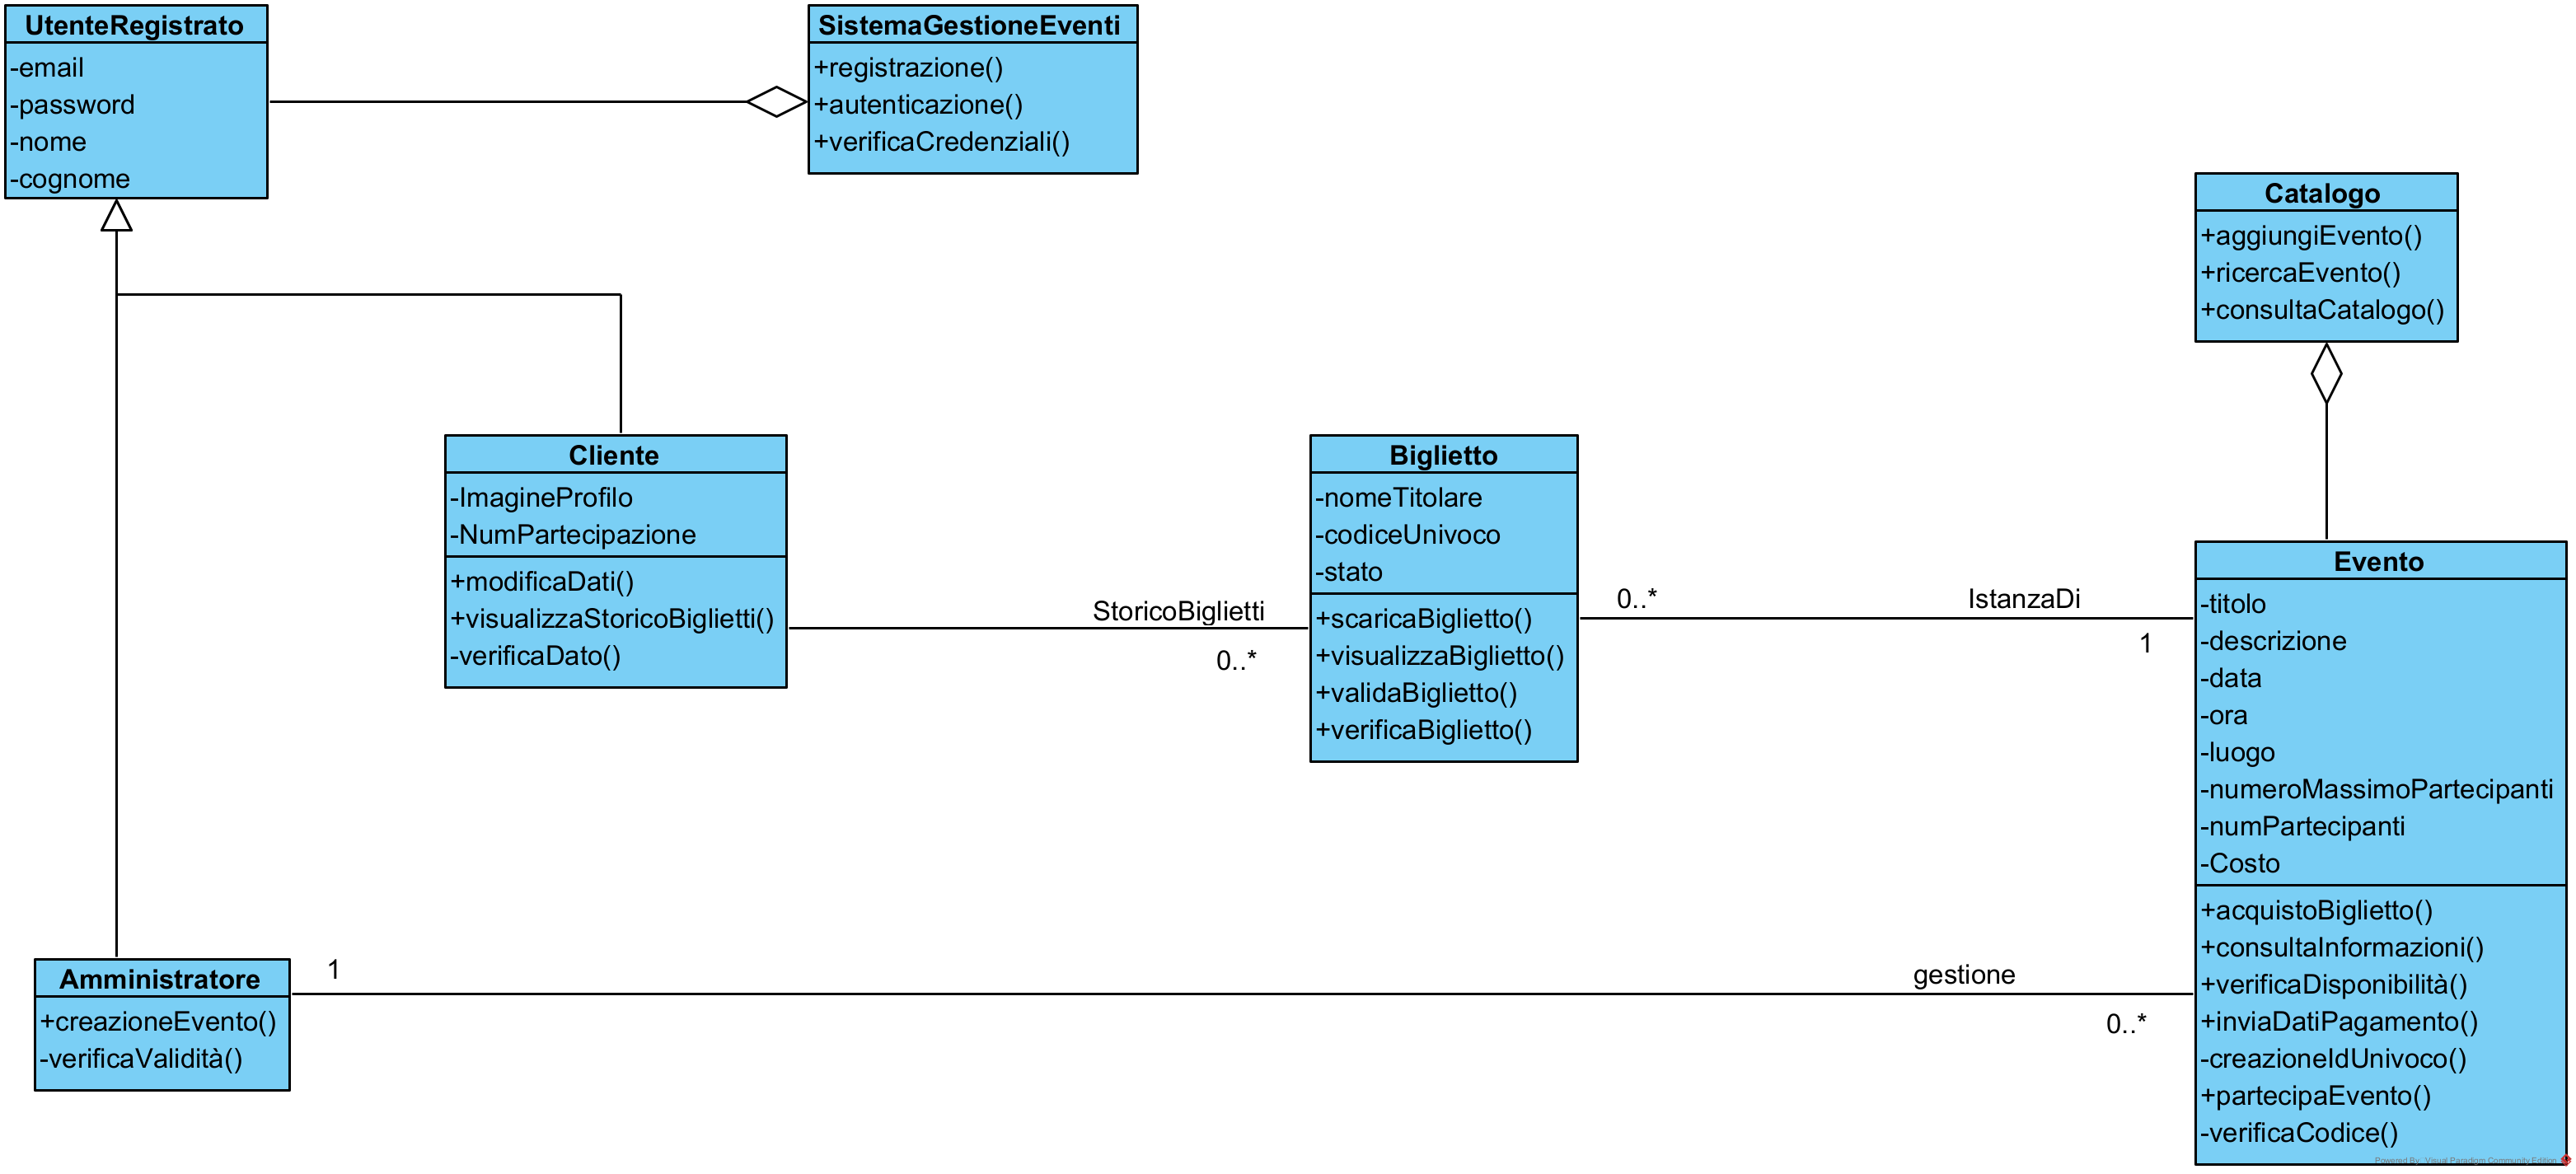 UtenteRegistrato
-email
-password
-nome
-cognome
SistemaGestioneEventi
+registrazione()
+autenticazione()
+verificaCredenziali()
Catalogo
+aggiungiEvento()
+ricercaEvento()
+consultaCatalogo()
Cliente
-ImagineProfilo
-NumPartecipazione
+modificaDati()
+visualizzaStoricoBiglietti()
-verificaDato()
StoricoBiglietti
0..*
Biglietto
-nomeTitolare
-codiceUnivoco
-stato
+scaricaBiglietto()
+visualizzaBiglietto()
+validaBiglietto()
+verificaBiglietto()
0..*
IstanzaDi
1
Evento
-titolo
-descrizione
-data
-ora
-luogo
-numeroMassimoPartecipanti
-numPartecipanti
-Costo
+acquistoBiglietto()
+consultaInformazioni()
+verificaDisponibilità()
+inviaDatiPagamento()
-creazioneIdUnivoco()
+partecipaEvento()
-verificaCodice()
Amministratore
+creazioneEvento()
-verificaValidità()
1
gestione
0..*
Powered By: Visual Paradigm Community Edition